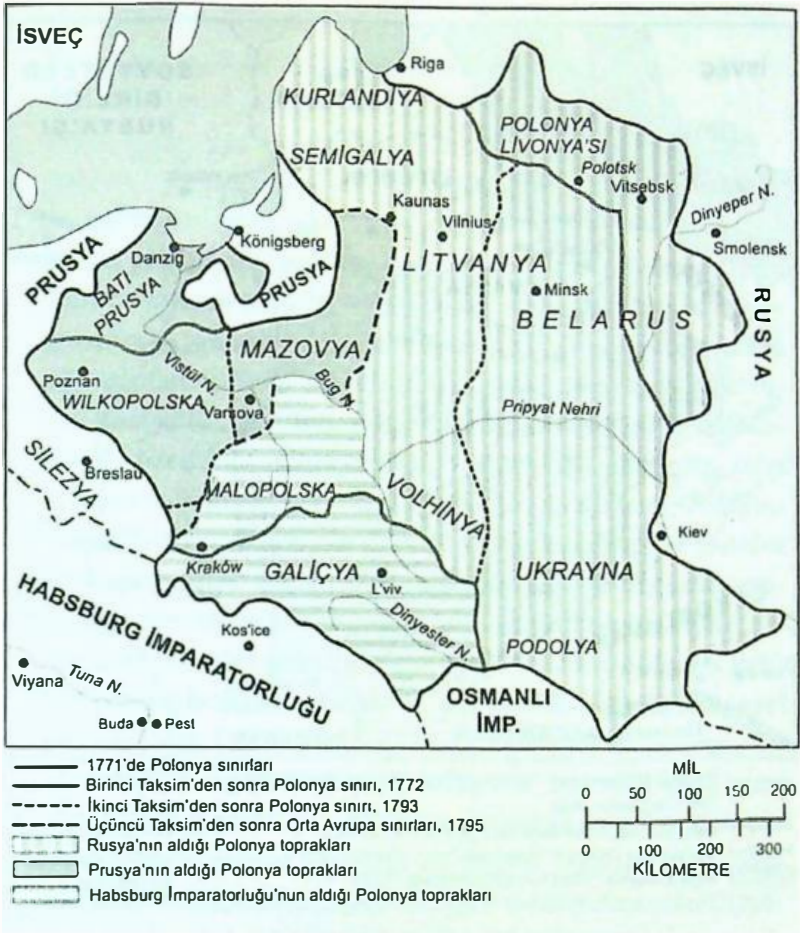 İSVEÇ
Riga
KURLANDİYA
POLONYA
LİVONYA'SI
SEMİGALYA
Polotsk
Vitsebsk
Kaunas
Dinyeper N.
Vilnius
Smolensk
Königsberg
Danzig
LİTVANYA
PRUSYA
PRUSYA
BATI
PRUSYA
Minsk
BELARUS
RUSYA
MAZOVYA
Vistül N.
Bug N.
Poznan
WILKOPOLSKA
Varsova
Pripyat Nehri
SİLEZYA
Breslau
MALOPOLSKA
VOLHİNYA
Kiev
Kraków
GALİÇYA
L'viv
UKRAYNA
HABSBURG İMPARATORLUĞU
Kos'ice
Dinyester N.
PODOLYA
Viyana
Tuna N.
OSMANLI
İMP.
Buda
Pest
1771'de Polonya sınırları
Birinci Taksim'den sonra Polonya sınırı, 1772
İkinci Taksim'den sonra Polonya sınırı, 1793
Üçüncü Taksim'den sonra Orta Avrupa sınırları, 1795
Rusya'nın aldığı Polonya toprakları
Prusya'nın aldığı Polonya toprakları
Habsburg İmparatorluğu'nun aldığı Polonya toprakları
MİL
0 50 100 150 200
0 100 200 300
KİLOMETRE